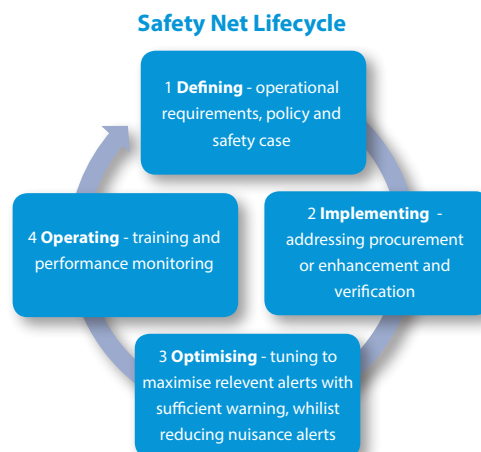 Safety Net Lifecycle
1 Defining - operational
requirements, policy and
safety case
2 Implementing -
addressing procurement
or enhancement and
verification
3 Optimising - tuning to
maximise relevent alerts with
sufficient warning, whilst
reducing nuisance alerts
4 Operating - training and
performance monitoring